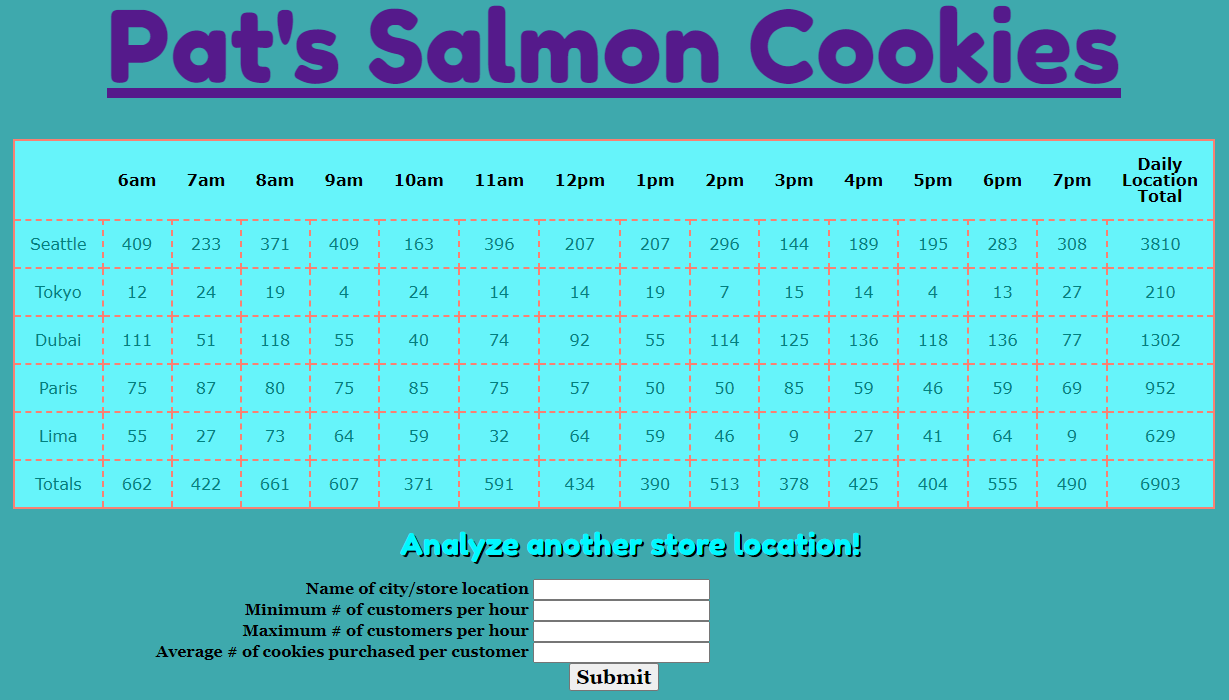 Pat's Salmon Cookies
6am 7am 8am 9am 10am 11am 12pm 1pm 2pm 3pm 4pm 5pm 6pm 7pm Daily Location Total
Seattle 409 233 371 409 163 396 207 207 296 144 189 195 283 308 3810
Tokyo 12 24 19 4 24 14 14 19 7 15 14 4 13 27 210
Dubai 111 51 118 55 40 74 92 55 114 125 136 118 136 77 1302
Paris 75 87 80 75 85 75 57 50 50 85 59 46 59 69 952
Lima 55 27 73 64 59 32 64 59 46 9 27 41 64 9 629
Totals 662 422 661 607 371 591 434 390 513 378 425 404 555 490 6903
Analyze another store location!
Name of city/store location
Minimum # of customers per hour
Maximum # of customers per hour
Average # of cookies purchased per customer
Submit